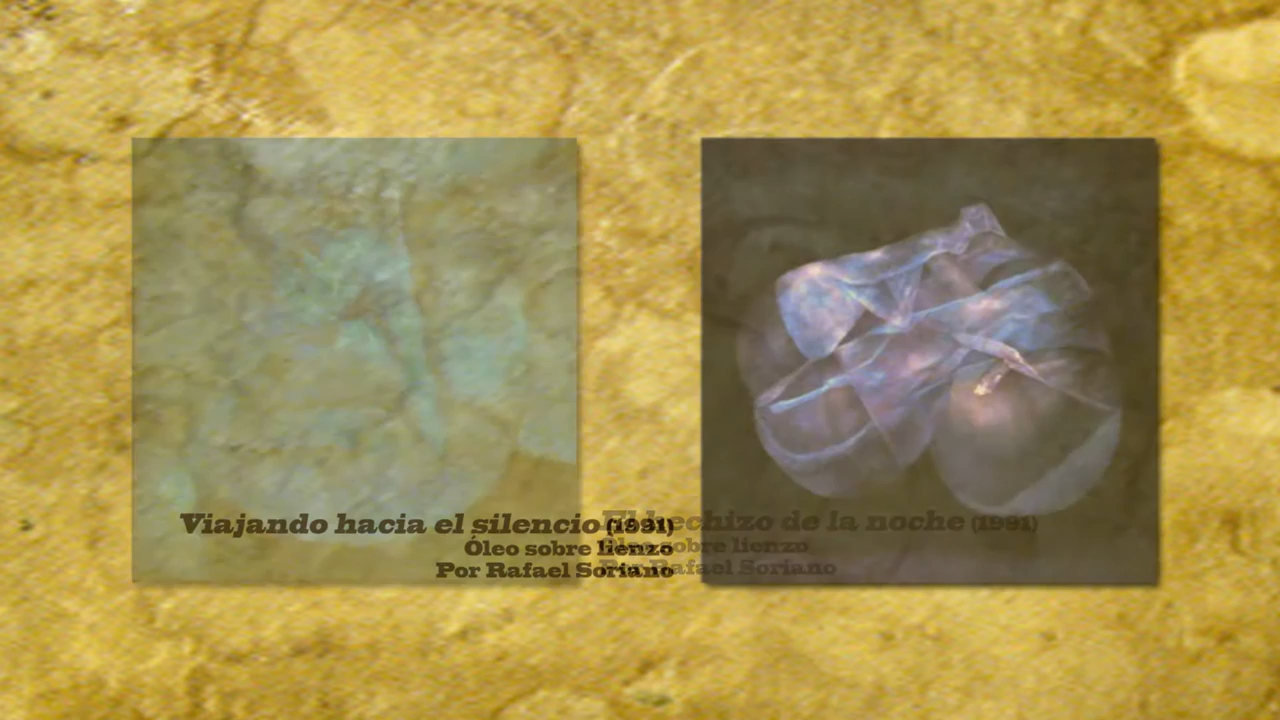 Viajando hacia el silencio (1991)
Óleo sobre lienzo
Por Rafael Soriano
El hechizo de la noche (1991)
Óleo sobre lienzo
Por Rafael Soriano